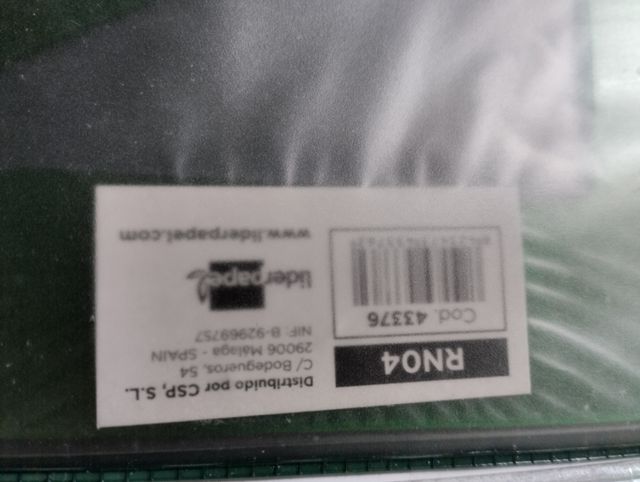 RN04
Cod. 43376
Distribuido por CSP, S.L.
C/ Bodegueros, 54
29006 Málaga - SPAIN
NIF: B-92969757
liderpapel
www.liderpapel.com